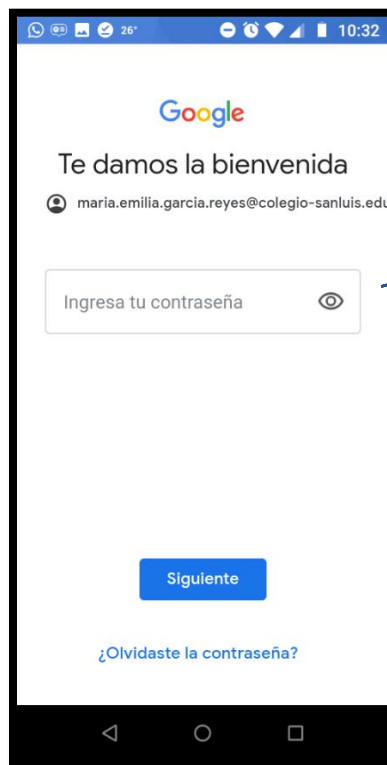 26° 10:32
Google
Te damos la bienvenida
maria.emilia.garcia.reyes@colegio-sanluis.edu
Ingresa tu contraseña
Siguiente
¿Olvidaste la contraseña?